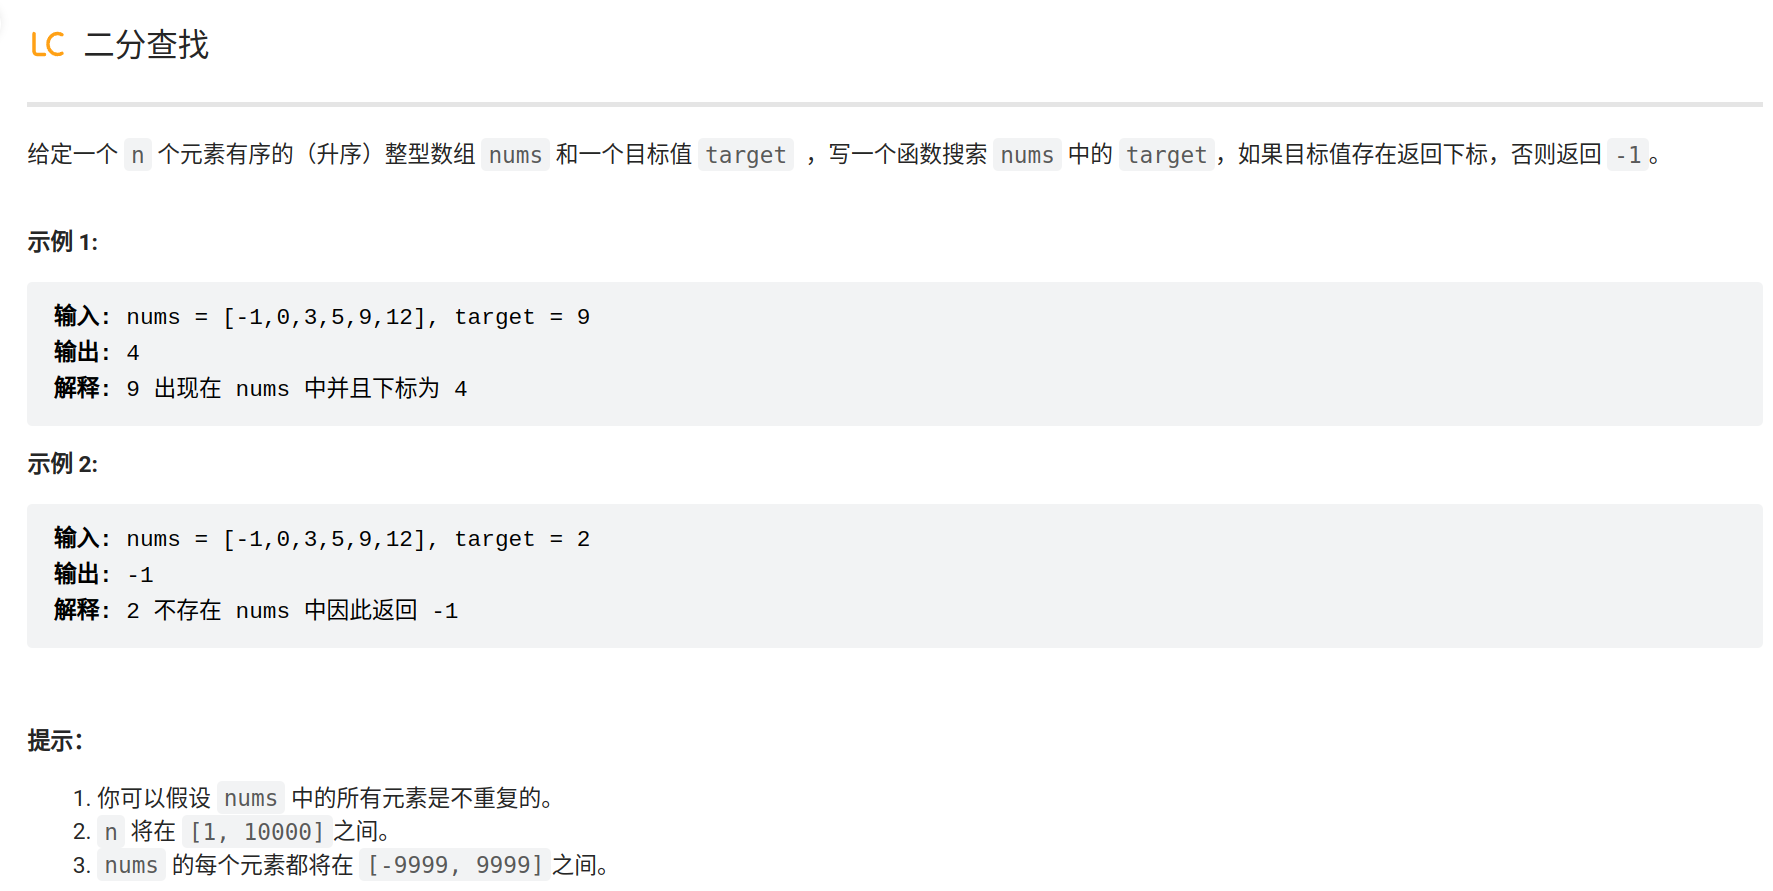 LC 二分查找
给定一个 n 个元素有序的（升序）整型数组 nums 和一个目标值 target ，写一个函数搜索 nums 中的 target，如果目标值存在返回下标，否则返回 -1。
示例 1:
输入: nums = [-1,0,3,5,9,12], target = 9
输出: 4
解释: 9 出现在 nums 中并且下标为 4
示例 2:
输入: nums = [-1,0,3,5,9,12], target = 2
输出: -1
解释: 2 不存在 nums 中因此返回 -1
提示：
1. 你可以假设 nums 中的所有元素是不重复的。
2. n 将在 [1, 10000]之间。
3. nums 的每个元素都将在 [-9999, 9999]之间。